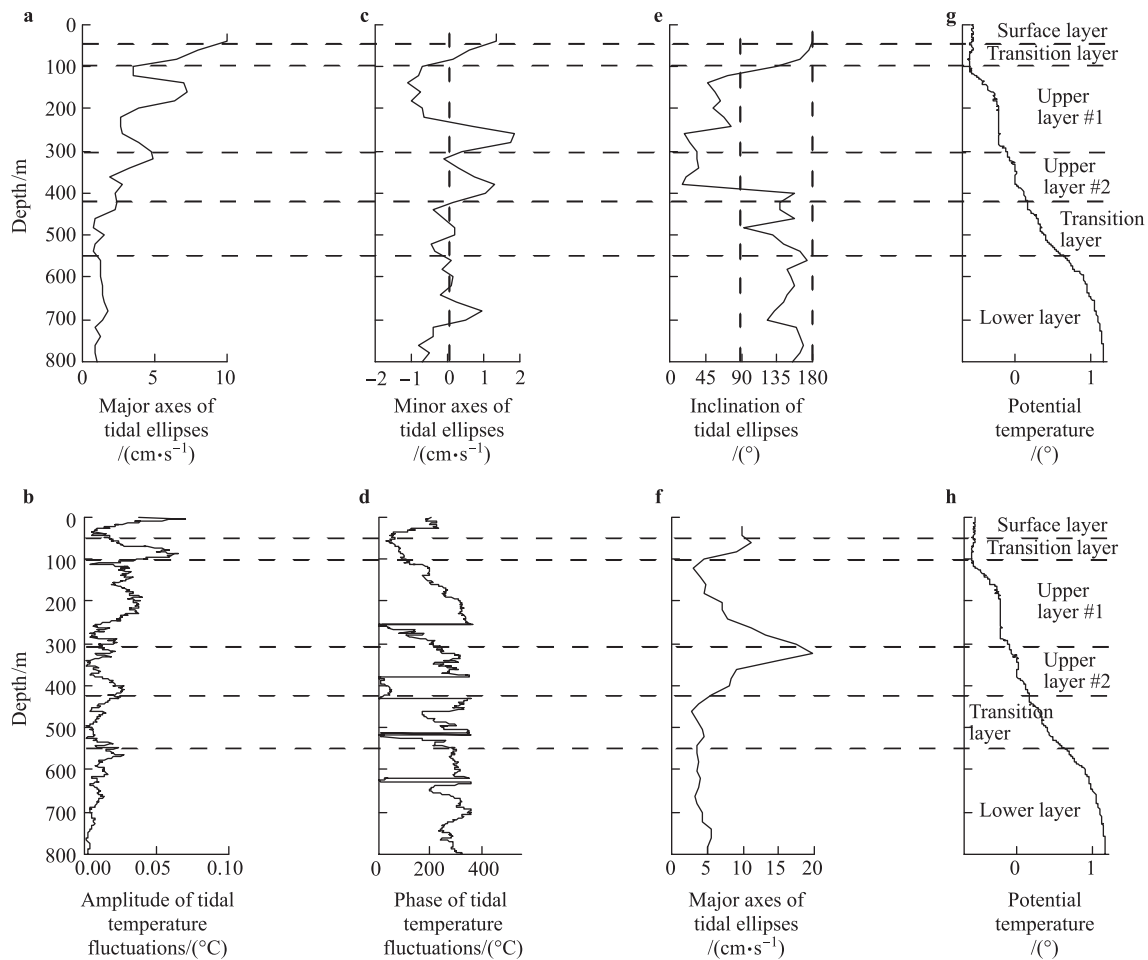 a
0
100
200
300
400
500
600
700
800
Depth/m
0
5
10
Major axes of
tidal ellipses
/(cm•s⁻¹)
c
−2
−1
0
1
2
Minor axes of
tidal ellipses
/(cm•s⁻¹)
e
0
45
90
135
180
Inclination of
tidal ellipses
/(°)
g
Surface layer
Transition layer
Upper
layer #1
Upper
layer #2
Transition
layer
Lower layer
0
1
Potential
temperature
/(°)
b
0
100
200
300
400
500
600
700
800
Depth/m
0
0.05
0.10
Amplitude of tidal
temperature
fluctuations/(°C)
d
0
200
400
Phase of tidal
temperature
fluctuations/(°C)
f
0
5
10
15
20
Major axes of
tidal ellipses
/(cm•s⁻¹)
h
Surface layer
Transition layer
Upper
layer #1
Upper
layer #2
Transition
layer
Lower layer
0
1
Potential
temperature
/(°)